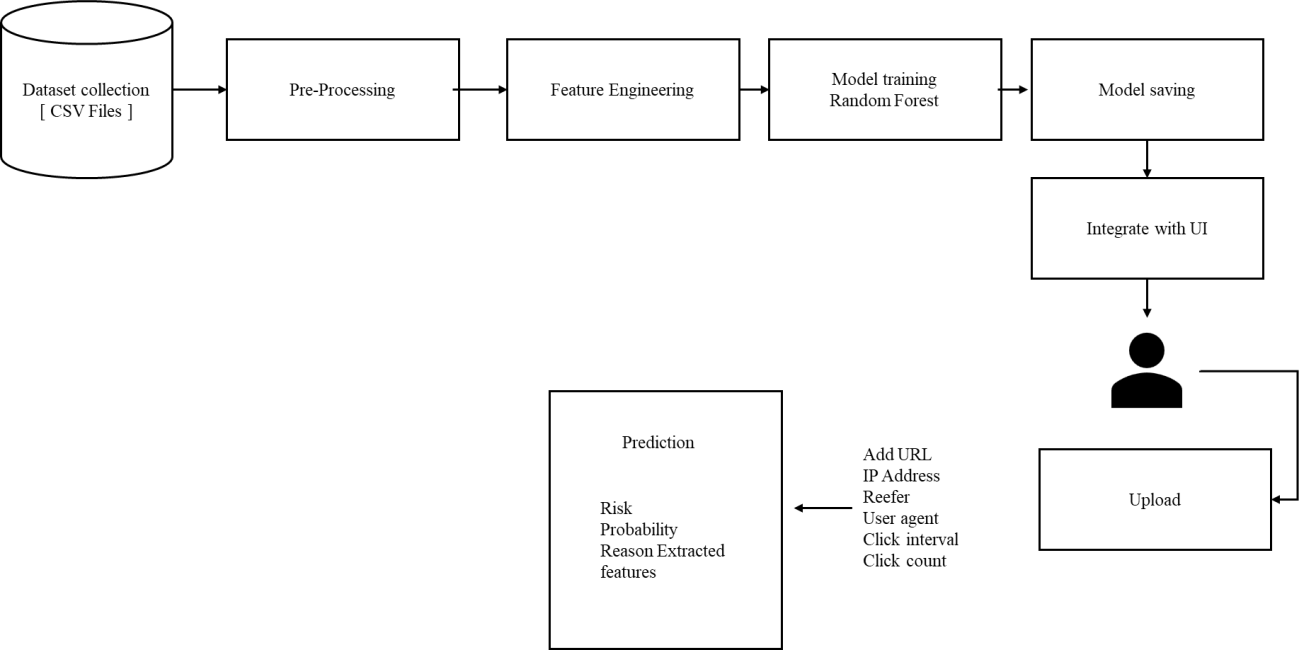 Dataset collection
[ CSV Files ]
Pre-Processing
Feature Engineering
Model training
Random Forest
Model saving
Integrate with UI
Upload
Add URL
IP Address
Reefer
User agent
Click interval
Click count
Prediction
Risk
Probability
Reason Extracted
features